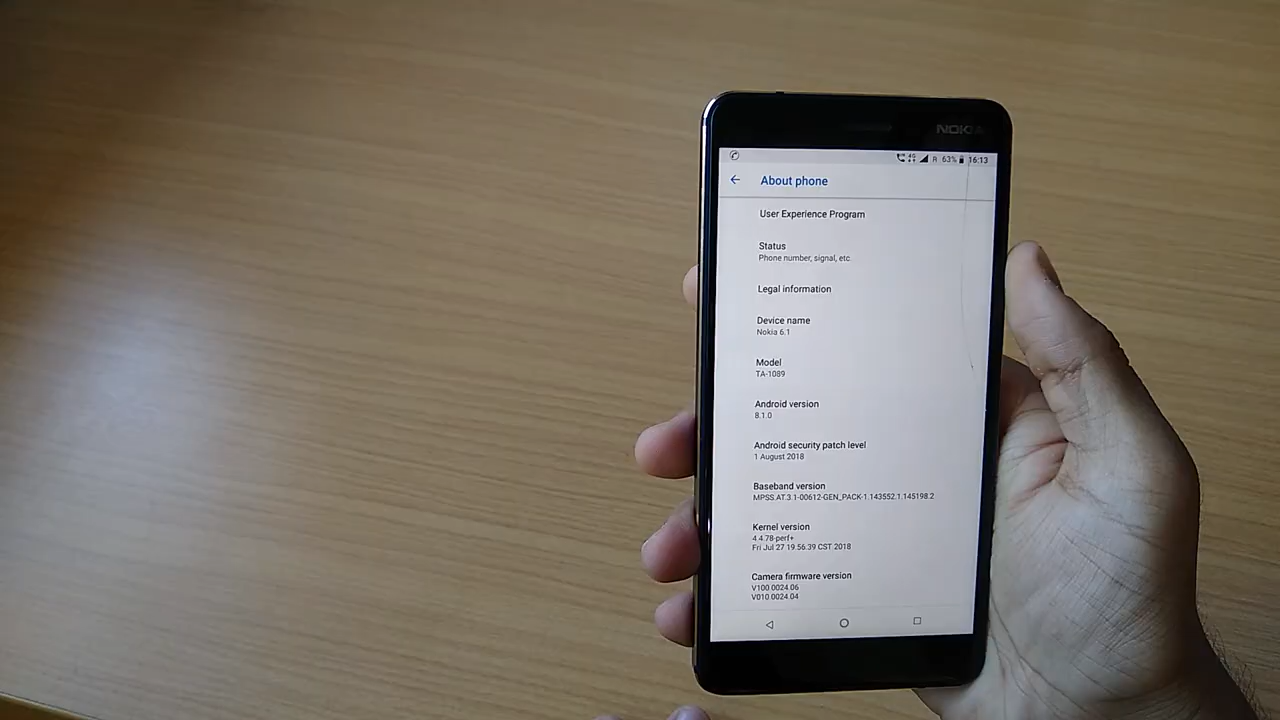 NOKIA
4G R 63% 16:13
About phone
User Experience Program
Status
Phone number, signal, etc.
Legal information
Device name
Nokia 6.1
Model
TA-1089
Android version
8.1.0
Android security patch level
1 August 2018
Baseband version
MPSS.AT.3.1-00612-GEN_PACK-1.143552.1.145198.2
Kernel version
4.4.78-perf+
Fri Jul 27 19:56:39 CST 2018
Camera firmware version
V100.0024.06
V010.0024.04